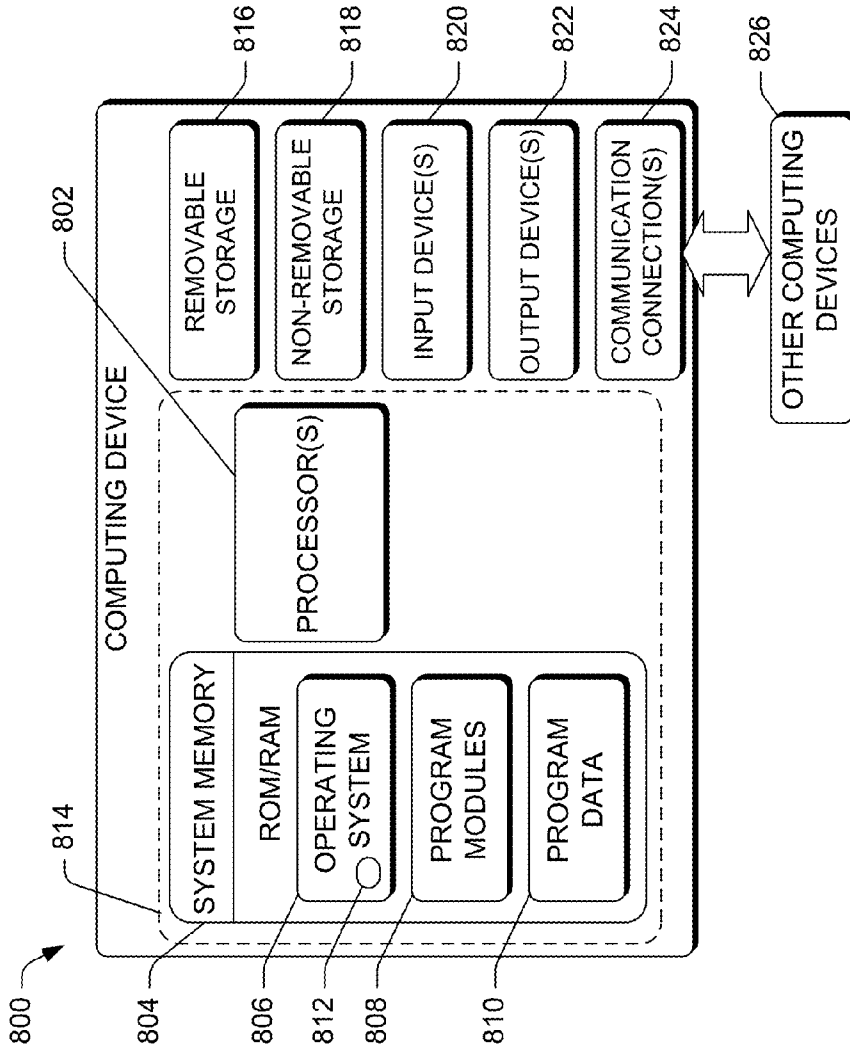 800
COMPUTING DEVICE
802
814
804
SYSTEM MEMORY
ROM/RAM
806
OPERATING
SYSTEM
812
808
PROGRAM
MODULES
810
PROGRAM
DATA
PROCESSOR(S)
REMOVABLE
STORAGE
816
NON-REMOVABLE
STORAGE
818
INPUT DEVICE(S)
820
OUTPUT DEVICE(S)
822
COMMUNICATION
CONNECTION(S)
824
OTHER COMPUTING
DEVICES
826